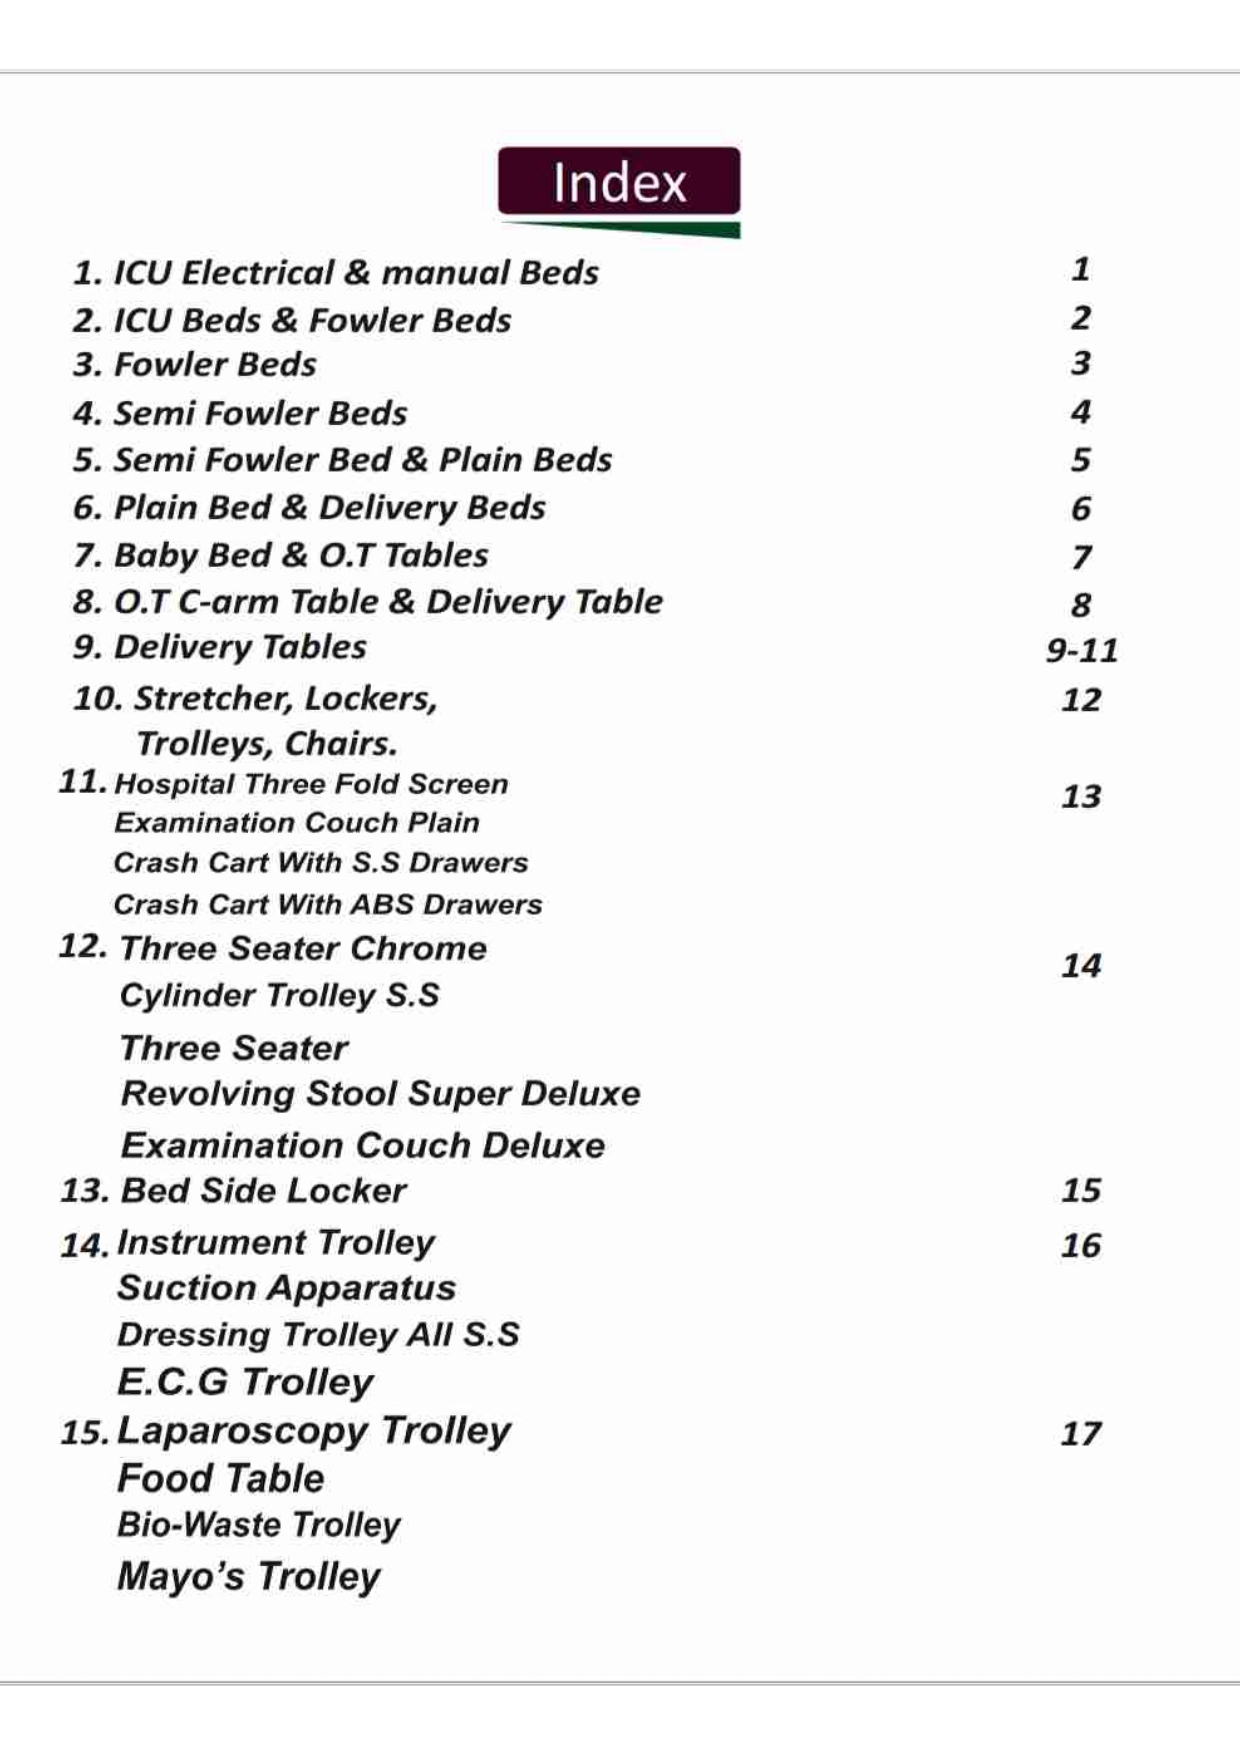 Index
1. ICU Electrical & manual Beds 1
2. ICU Beds & Fowler Beds 2
3. Fowler Beds 3
4. Semi Fowler Beds 4
5. Semi Fowler Bed & Plain Beds 5
6. Plain Bed & Delivery Beds 6
7. Baby Bed & O.T Tables 7
8. O.T C-arm Table & Delivery Table 8
9. Delivery Tables 9-11
10. Stretcher, Lockers, 12
Trolleys, Chairs.
11. Hospital Three Fold Screen 13
Examination Couch Plain
Crash Cart With S.S Drawers
Crash Cart With ABS Drawers
12. Three Seater Chrome 14
Cylinder Trolley S.S
Three Seater
Revolving Stool Super Deluxe
Examination Couch Deluxe
13. Bed Side Locker 15
14. Instrument Trolley 16
Suction Apparatus
Dressing Trolley All S.S
E.C.G Trolley
15. Laparoscopy Trolley 17
Food Table
Bio-Waste Trolley
Mayo’s Trolley